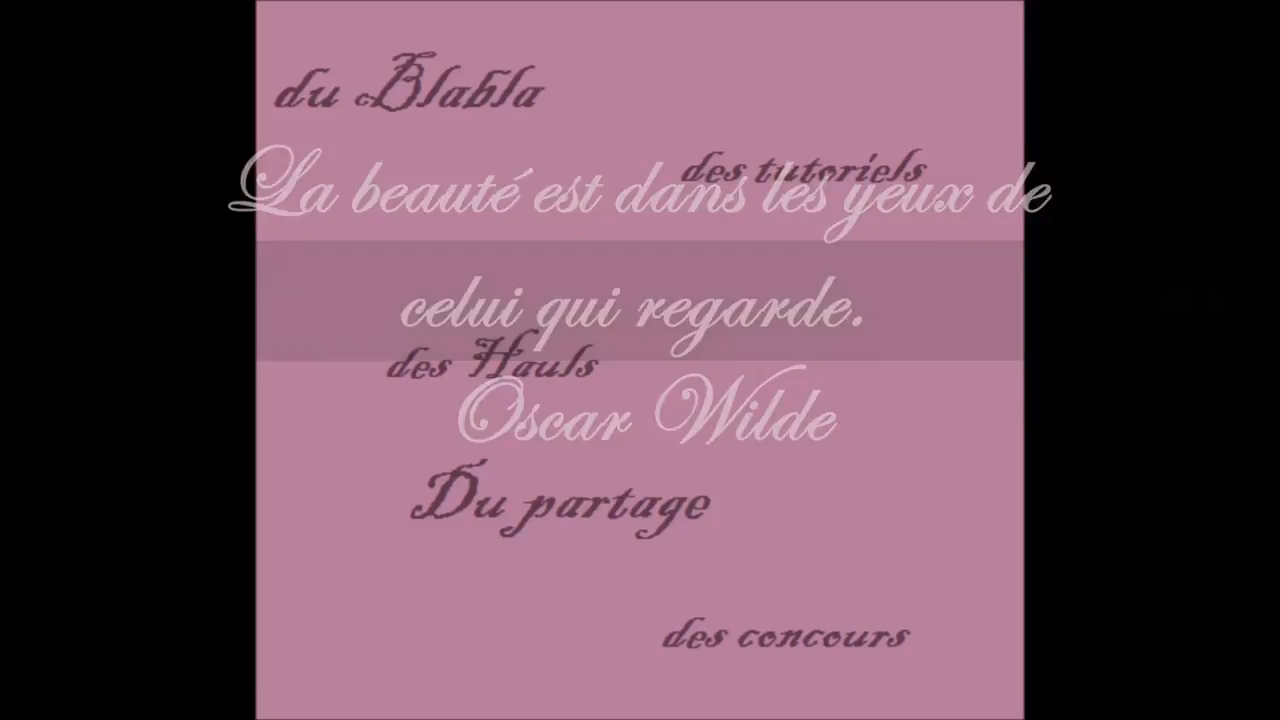 du Blabla
des tutoriels
La beauté est dans les yeux de
celui qui regarde.
des Hauls
Oscar Wilde
Du partage
des concours